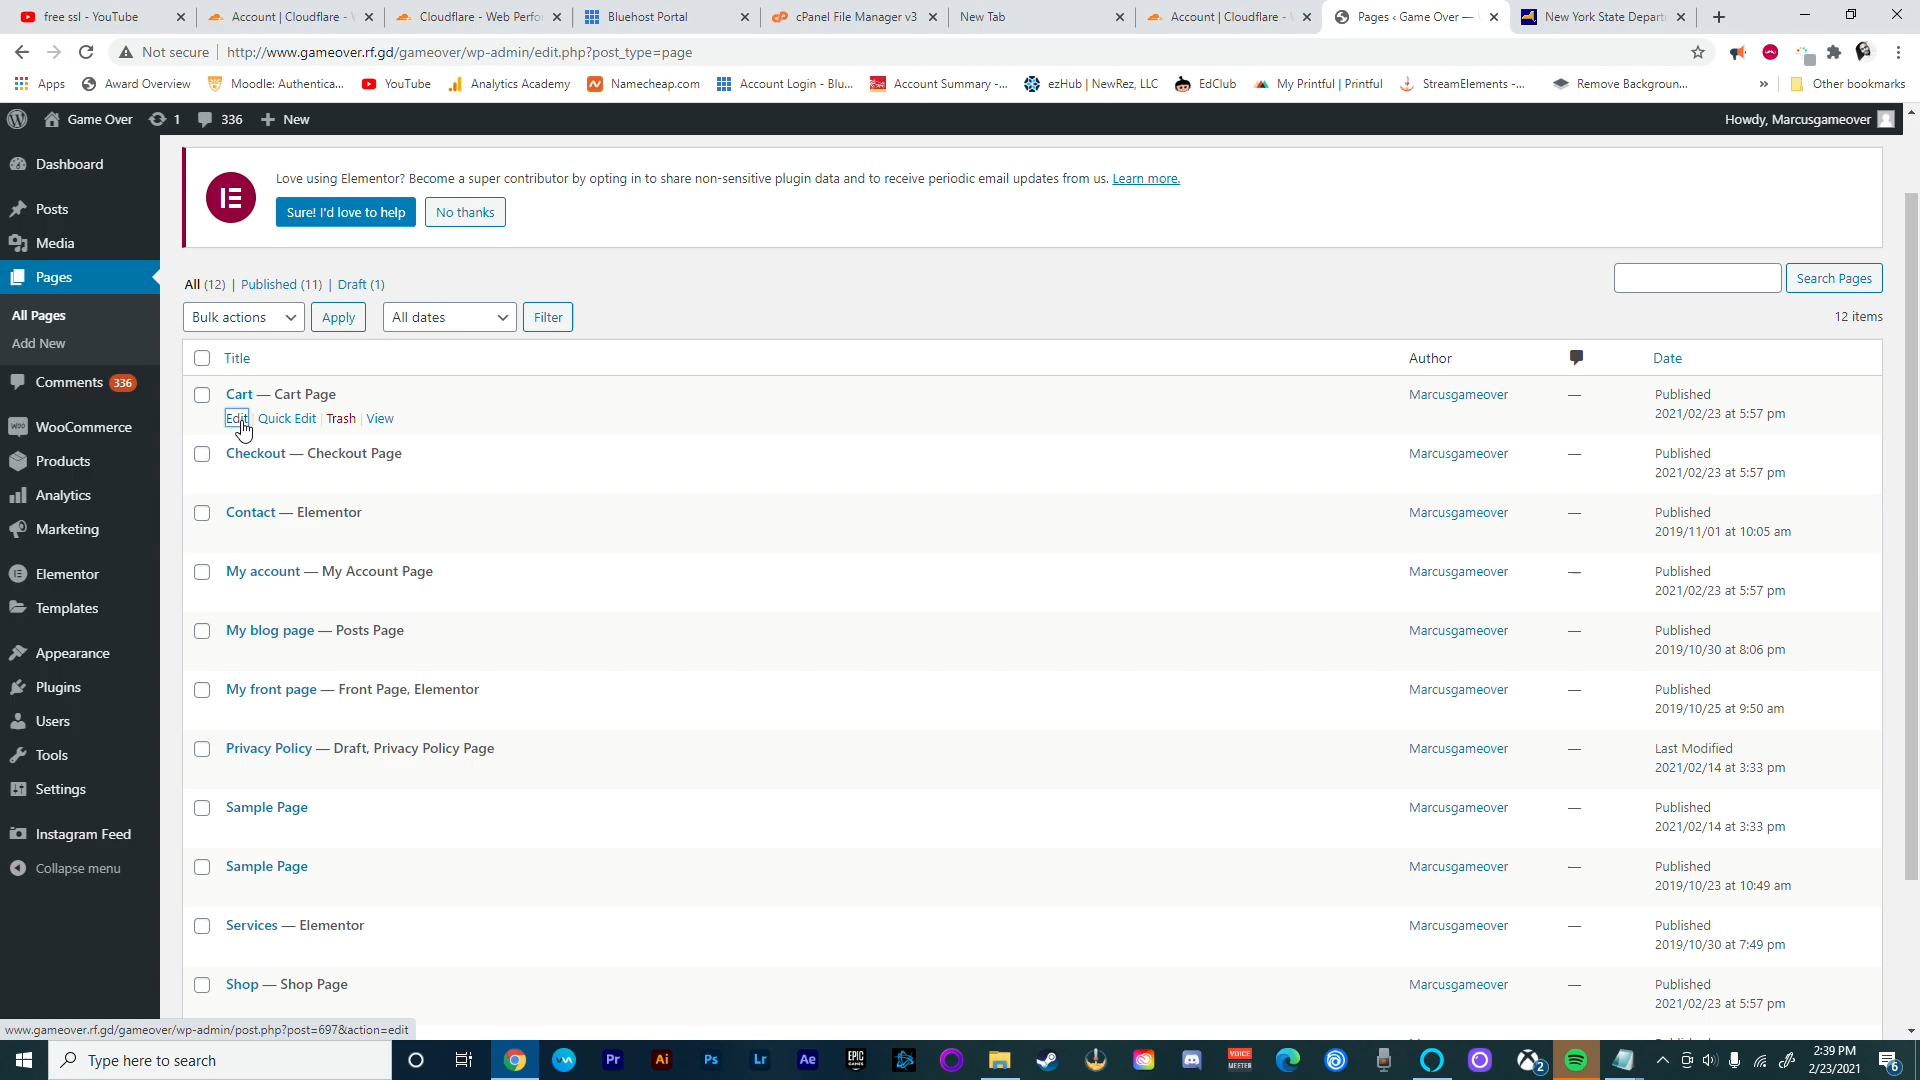 free ssl - YouTube
Account | Cloudflare -
Cloudflare - Web Perfo
Bluehost Portal
cPanel File Manager v3
New Tab
Account | Cloudflare -
Pages ‹ Game Over —
New York State Depart
Not secure
http://www.gameover.rf.gd/gameover/wp-admin/edit.php?post_type=page
Apps
Award Overview
Moodle: Authentica...
YouTube
Analytics Academy
Namecheap.com
Account Login - Blu...
Account Summary -...
ezHub | NewRez, LLC
EdClub
My Printful | Printful
StreamElements -...
Remove Backgroun...
»
Other bookmarks
Game Over
1
336
New
Howdy, Marcusgameover
Dashboard
Posts
Media
Pages
All Pages
Add New
Comments 336
WooCommerce
Products
Analytics
Marketing
Elementor
Templates
Appearance
Plugins
Users
Tools
Settings
Instagram Feed
Collapse menu
Love using Elementor? Become a super contributor by opting in to share non-sensitive plugin data and to receive periodic email updates from us. Learn more.
Sure! I'd love to help
No thanks
All (12) | Published (11) | Draft (1)
Search Pages
Bulk actions
Apply
All dates
Filter
12 items
Title
Author
Date
Cart — Cart Page
Marcusgameover
—
Published
2021/02/23 at 5:57 pm
Edit | Quick Edit | Trash | View
Checkout — Checkout Page
Marcusgameover
—
Published
2021/02/23 at 5:57 pm
Contact — Elementor
Marcusgameover
—
Published
2019/11/01 at 10:05 am
My account — My Account Page
Marcusgameover
—
Published
2021/02/23 at 5:57 pm
My blog page — Posts Page
Marcusgameover
—
Published
2019/10/30 at 8:06 pm
My front page — Front Page, Elementor
Marcusgameover
—
Published
2019/10/25 at 9:50 am
Privacy Policy — Draft, Privacy Policy Page
Marcusgameover
—
Last Modified
2021/02/14 at 3:33 pm
Sample Page
Marcusgameover
—
Published
2021/02/14 at 3:33 pm
Sample Page
Marcusgameover
—
Published
2019/10/23 at 10:49 am
Services — Elementor
Marcusgameover
—
Published
2019/10/30 at 7:49 pm
Shop — Shop Page
Marcusgameover
—
Published
2021/02/23 at 5:57 pm
www.gameover.rf.gd/gameover/wp-admin/post.php?post=697&action=edit
Type here to search
Pr
Ai
Ps
Lr
Ae
EPIC GAMES
VOICE MEETER
2
2:39 PM
2/23/2021
6